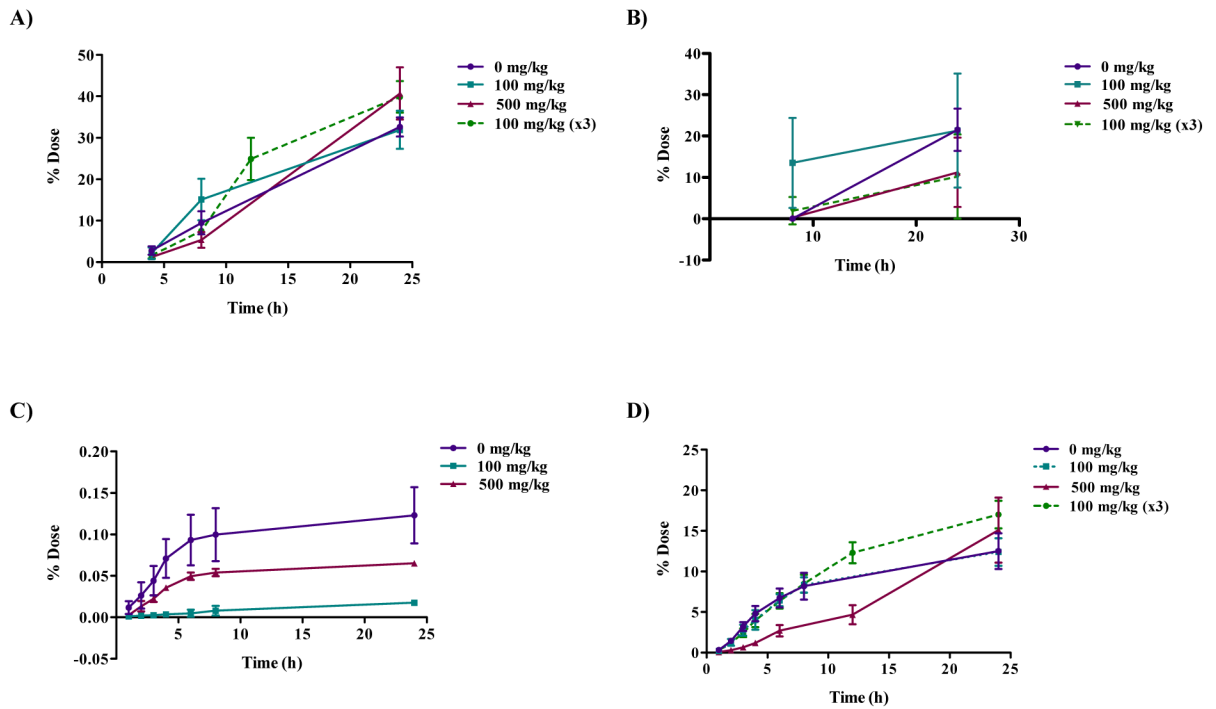 A)
50
40
30
20
10
0
0
5
10
15
20
25
% Dose
Time (h)
0 mg/kg
100 mg/kg
500 mg/kg
100 mg/kg (x3)
B)
40
30
20
10
0
-10
10
20
30
% Dose
Time (h)
0 mg/kg
100 mg/kg
500 mg/kg
100 mg/kg (x3)
C)
0.20
0.15
0.10
0.05
0.00
-0.05
5
10
15
20
25
% Dose
Time (h)
0 mg/kg
100 mg/kg
500 mg/kg
D)
25
20
15
10
5
0
0
5
10
15
20
25
% Dose
Time (h)
0 mg/kg
100 mg/kg
500 mg/kg
100 mg/kg (x3)